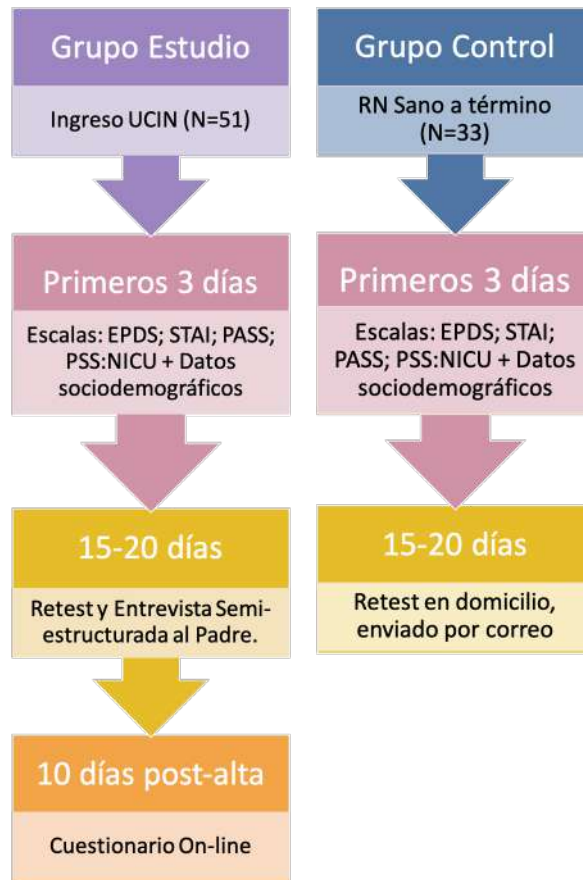 Grupo Estudio
Ingreso UCIN (N=51)
Primeros 3 días
Escalas: EPDS; STAI; PASS;
PSS:NICU + Datos
sociodemográficos
15-20 días
Retest y Entrevista Semi-
estructurada al Padre.
10 días post-alta
Cuestionario On-line
Grupo Control
RN Sano a término
(N=33)
Primeros 3 días
Escalas: EPDS; STAI;
PASS; PSS:NICU + Datos
sociodemográficos
15-20 días
Retest en domicilio,
enviado por correo